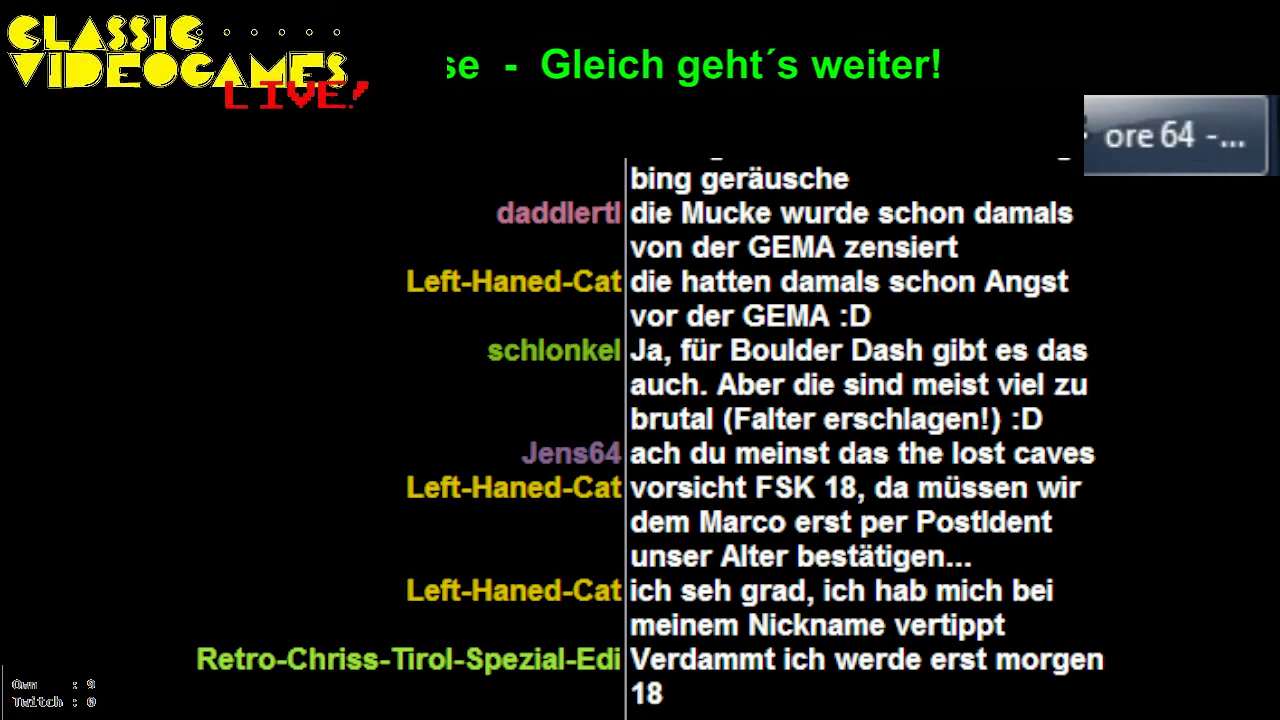 CLASSIC
VIDEOGAMES
LIVE!
se - Gleich geht´s weiter!
ore 64 -...
bing geräusche
daddlertl die Mucke wurde schon damals
von der GEMA zensiert
Left-Haned-Cat die hatten damals schon Angst
vor der GEMA :D
schlonkel Ja, für Boulder Dash gibt es das
auch. Aber die sind meist viel zu
brutal (Falter erschlagen!) :D
Jens64 ach du meinst das the lost caves
Left-Haned-Cat vorsicht FSK 18, da müssen wir
dem Marco erst per PostIdent
unser Alter bestätigen...
Left-Haned-Cat ich seh grad, ich hab mich bei
meinem Nickname vertippt
Retro-Chriss-Tirol-Spezial-Edi Verdammt ich werde erst morgen
18
Own : 9
Twitch : 0